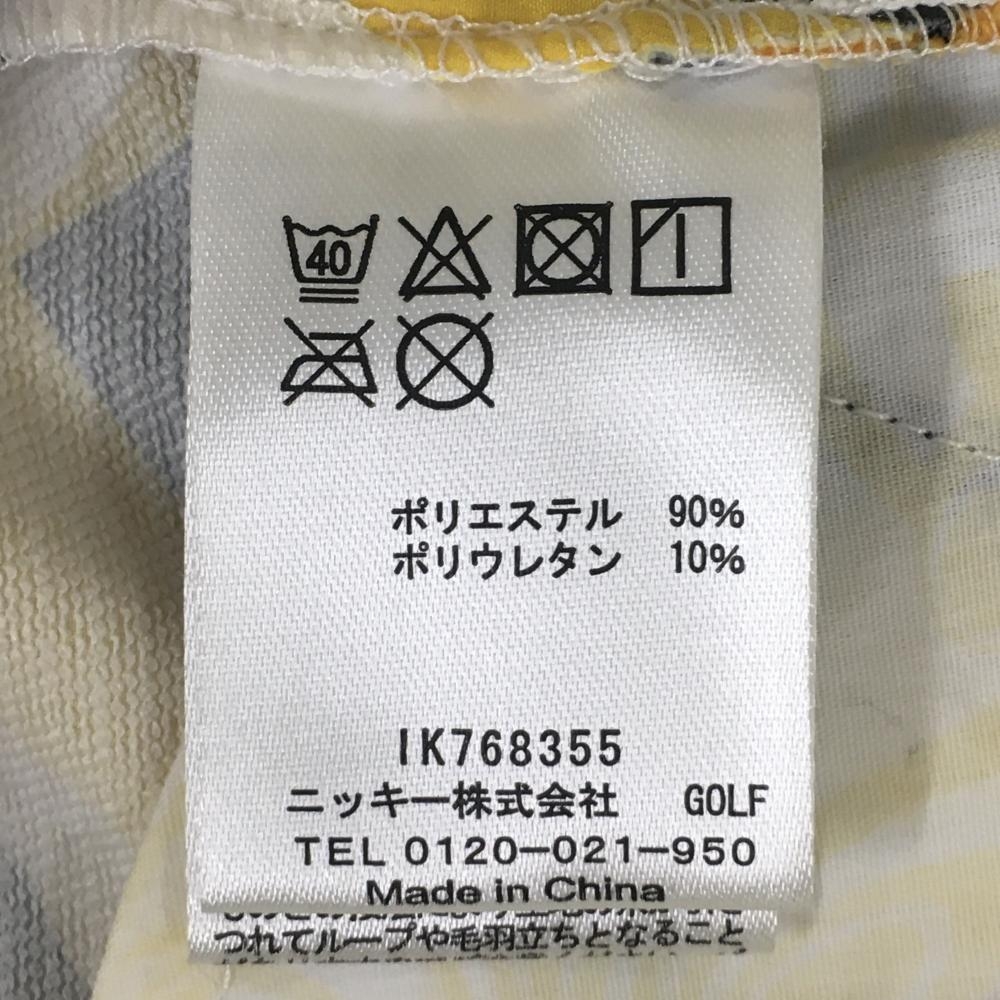 40
ポリエステル 90%
ポリウレタン 10%
IK768355
ニッキー株式会社 GOLF
TEL 0120-021-950
Made in China
つれてループや毛羽立ちとなること